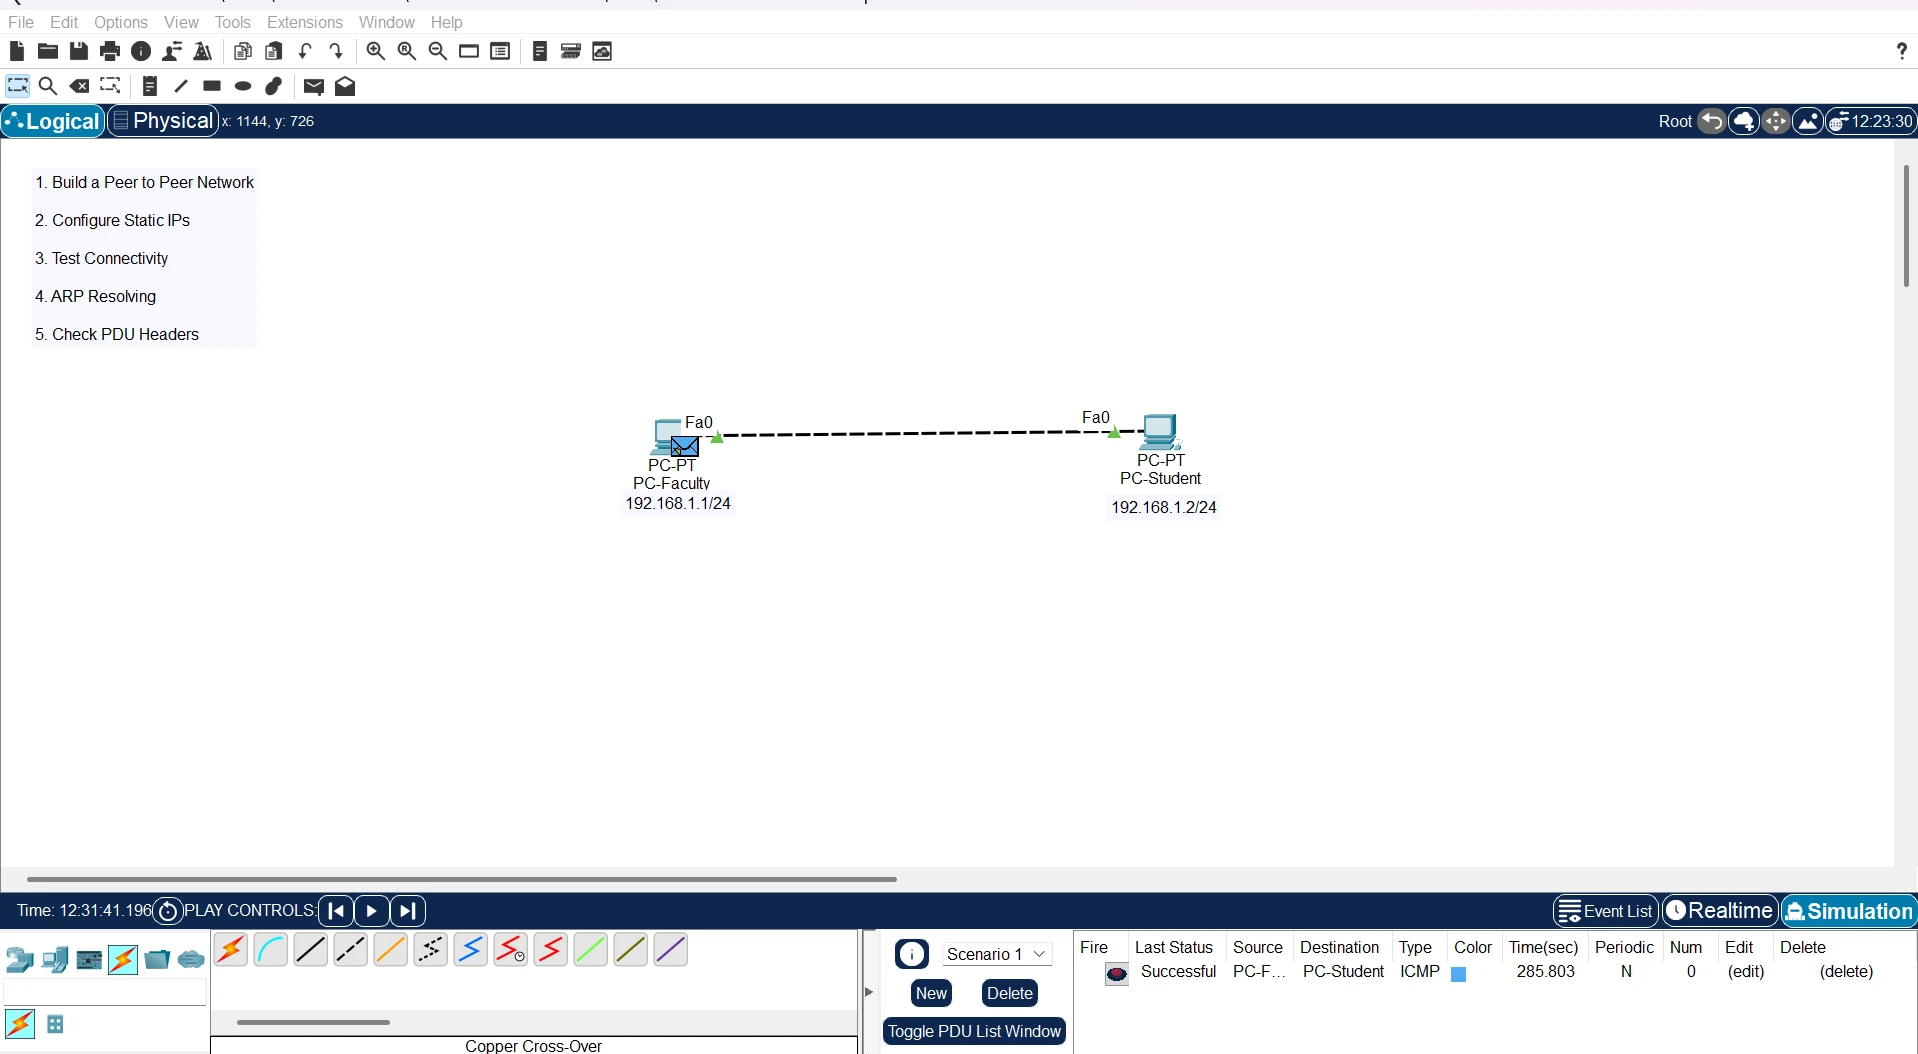 File Edit Options View Tools Extensions Window Help
?
Logical Physical x: 1144, y: 726 Root 12:23:30
1. Build a Peer to Peer Network
2. Configure Static IPs
3. Test Connectivity
4. ARP Resolving
5. Check PDU Headers
Fa0 Fa0
PC-PT
PC-Faculty
192.168.1.1/24
PC-PT
PC-Student
192.168.1.2/24
Time: 12:31:41.196 PLAY CONTROLS: Event List Realtime Simulation
Scenario 1
New Delete
Toggle PDU List Window
Fire Last Status Source Destination Type Color Time(sec) Periodic Num Edit Delete
Successful PC-F... PC-Student ICMP 285.803 N 0 (edit) (delete)
Copper Cross-Over